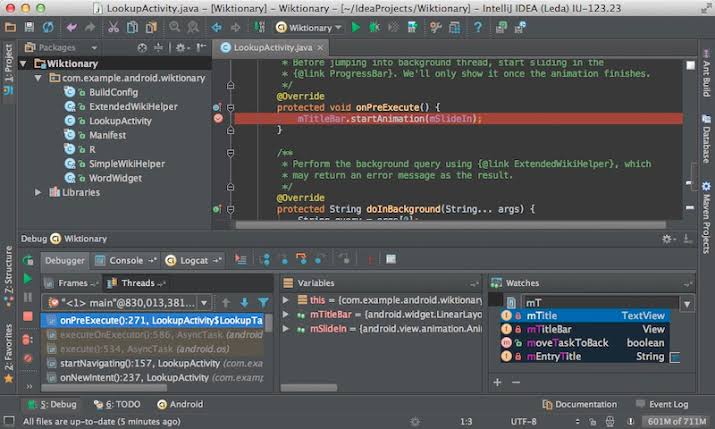 LookupActivity.java - Wiktionary - [~/IdeaProjects/Wiktionary] - IntelliJ IDEA (Leda) IU-123.23
Wiktionary
1: Project
Packages
LookupActivity.java
Wiktionary
com.example.android.wiktionary
BuildConfig
ExtendedWikiHelper
LookupActivity
Manifest
R
SimpleWikiHelper
WordWidget
Libraries
* Before jumping into background thread, start sliding in the
* {@link ProgressBar}. We'll only show it once the animation finishes.
*/
@Override
protected void onPreExecute() {
mTitleBar.startAnimation(mSlideIn);
}
/**
* Perform the background query using {@link ExtendedWikiHelper}, which
* may return an error message as the result.
*/
@Override
protected String doInBackground(String... args) {
String query = args[0];
Ant Build
Database
Maven Projects
Z: Structure
2: Favorites
Debug Wiktionary
Debugger
Console
Logcat
Frames
Threads
"<1> main"@830,013,381...
onPreExecute():271, LookupActivity$LookupTa
executeOnExecutor():586, AsyncTask
execute():534, AsyncTask (android.os)
startNavigating():157, LookupActivity (com.exam
onNewIntent():237, LookupActivity (com.examp
Variables
this = {com.example.android.wiktionary
mTitleBar = {android.widget.LinearLayo
mSlideIn = {android.view.animation.Ani
Watches
mT
mTitle TextView
mTitleBar View
moveTaskToBack boolean
mEntryTitle String
5: Debug
6: TODO
Android
Documentation
Event Log
All files are up-to-date (5 minutes ago)
1:3
UTF-8
601M of 711M